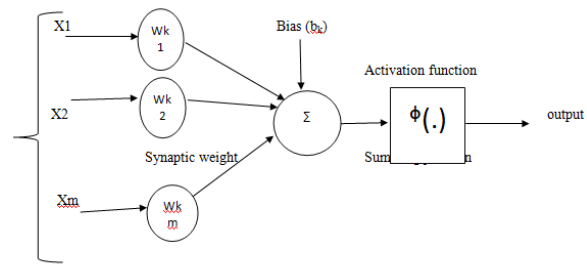 X1
Wk
1
Bias (bk)
Activation function
X2
Wk
2
Σ
ϕ(.)
output
Synaptic weight
Xm
Wk
m